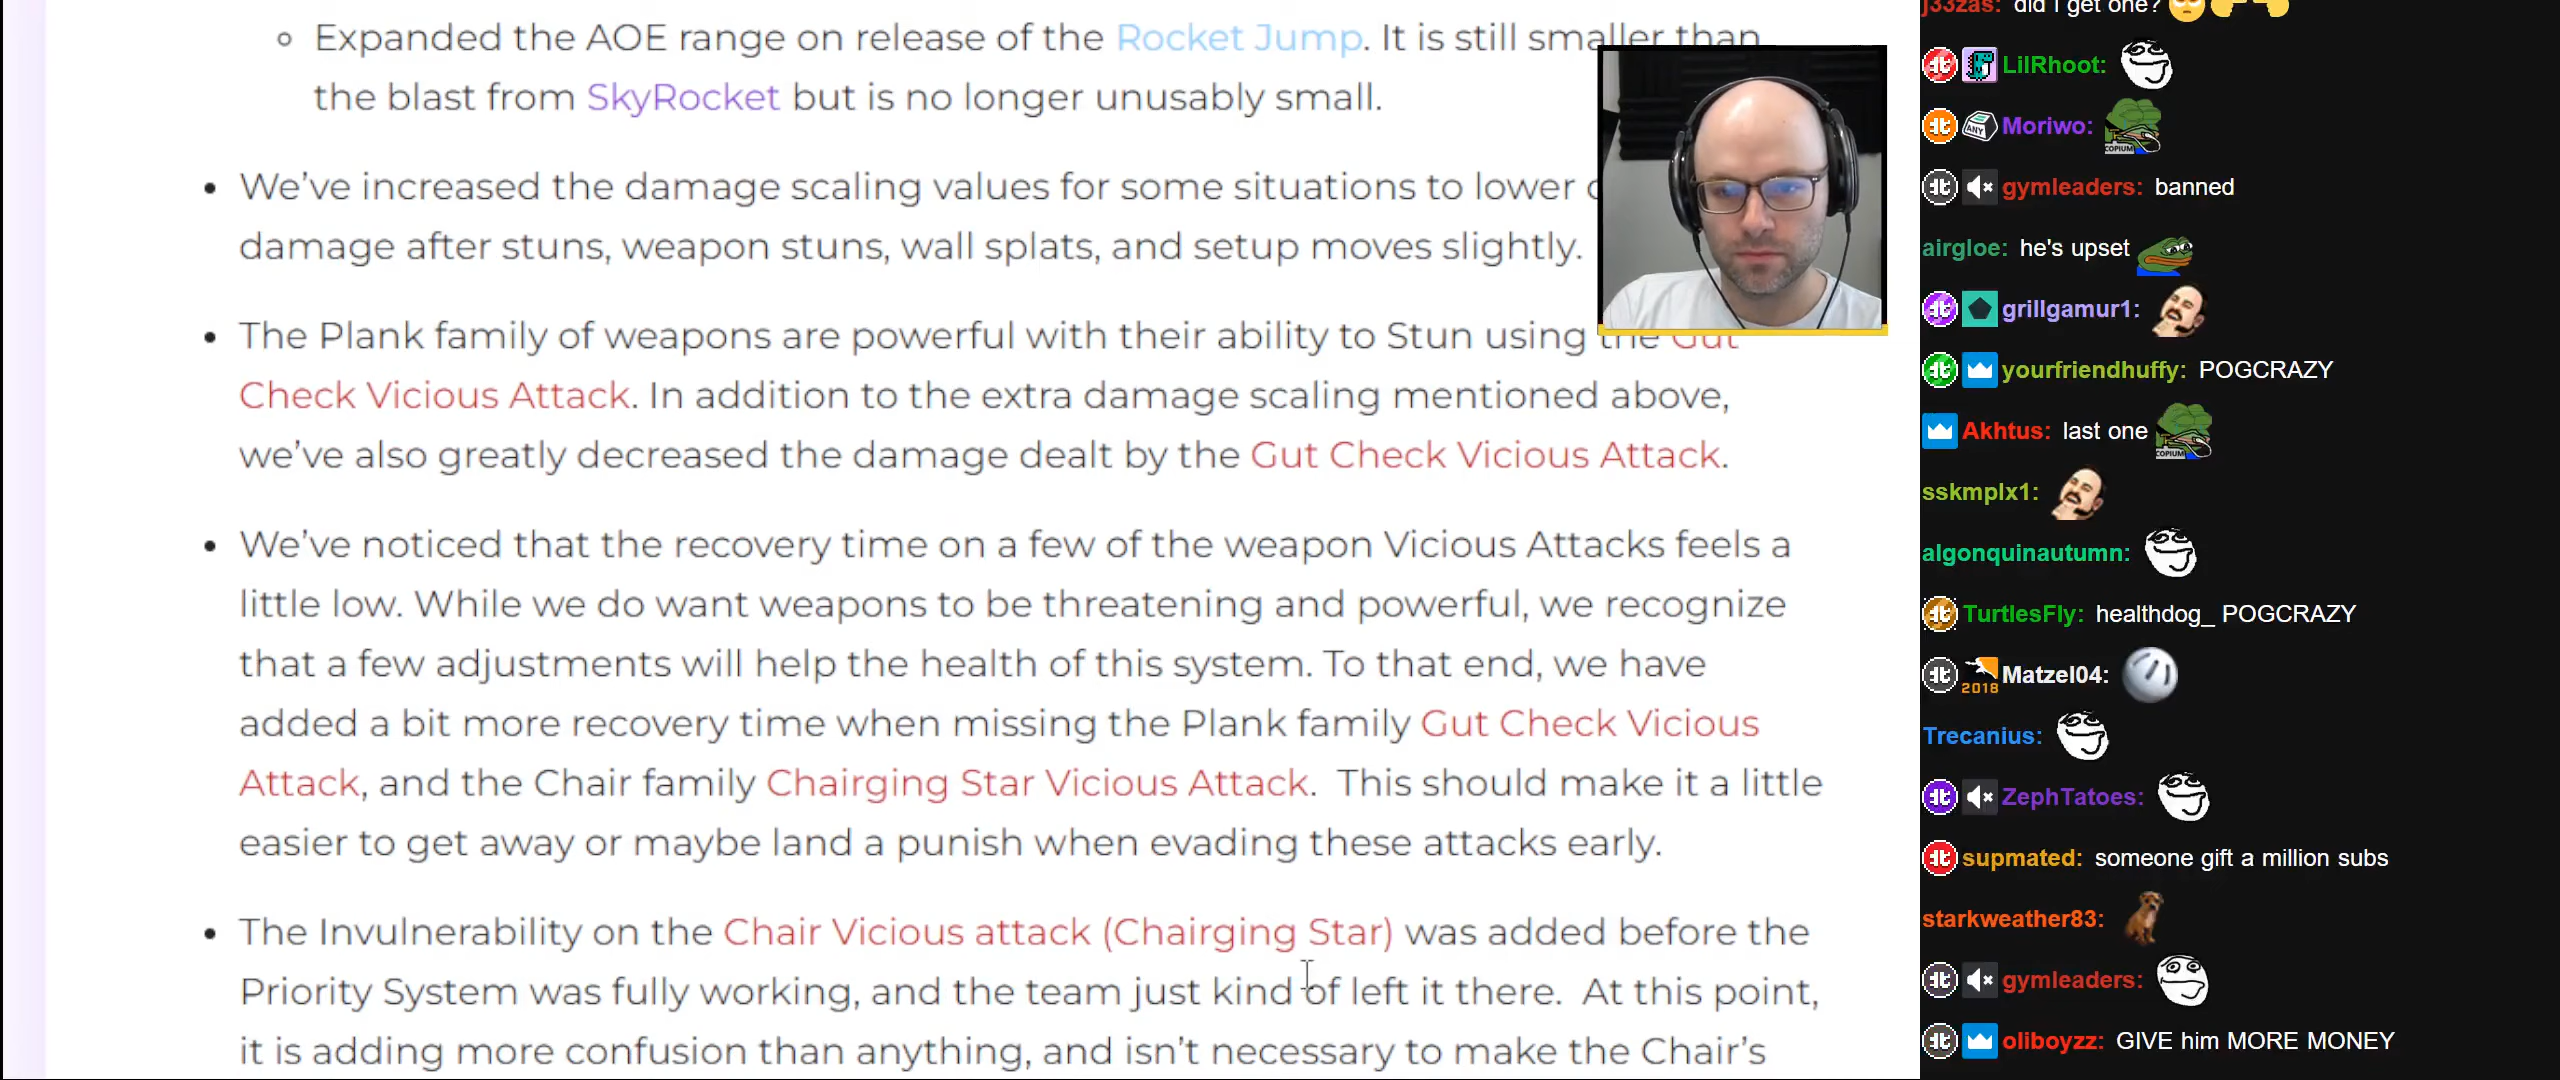 Expanded the AOE range on release of the Rocket Jump. It is still smaller than
the blast from SkyRocket but is no longer unusably small.
We've increased the damage scaling values for some situations to lower
damage after stuns, weapon stuns, wall splats, and setup moves slightly.
The Plank family of weapons are powerful with their ability to Stun using the Gut
Check Vicious Attack. In addition to the extra damage scaling mentioned above,
we've also greatly decreased the damage dealt by the Gut Check Vicious Attack.
We've noticed that the recovery time on a few of the weapon Vicious Attacks feels a
little low. While we do want weapons to be threatening and powerful, we recognize
that a few adjustments will help the health of this system. To that end, we have
added a bit more recovery time when missing the Plank family Gut Check Vicious
Attack, and the Chair family Chairging Star Vicious Attack.  This should make it a little
easier to get away or maybe land a punish when evading these attacks early.
The Invulnerability on the Chair Vicious attack (Chairging Star) was added before the
Priority System was fully working, and the team just kind of left it there.  At this point,
it is adding more confusion than anything, and isn't necessary to make the Chair's
j33zas: did I get one?
LilRhoot:
ANY Moriwo: COPIUM
gymleaders: banned
airgloe: he's upset
grillgamur1:
yourfriendhuffy: POGCRAZY
Akhtus: last one COPIUM
sskmplx1:
algonquinautumn:
TurtlesFly: healthdog_ POGCRAZY
2018 Matzel04:
Trecanius:
ZephTatoes:
supmated: someone gift a million subs
starkweather83:
gymleaders:
oliboyzz: GIVE him MORE MONEY